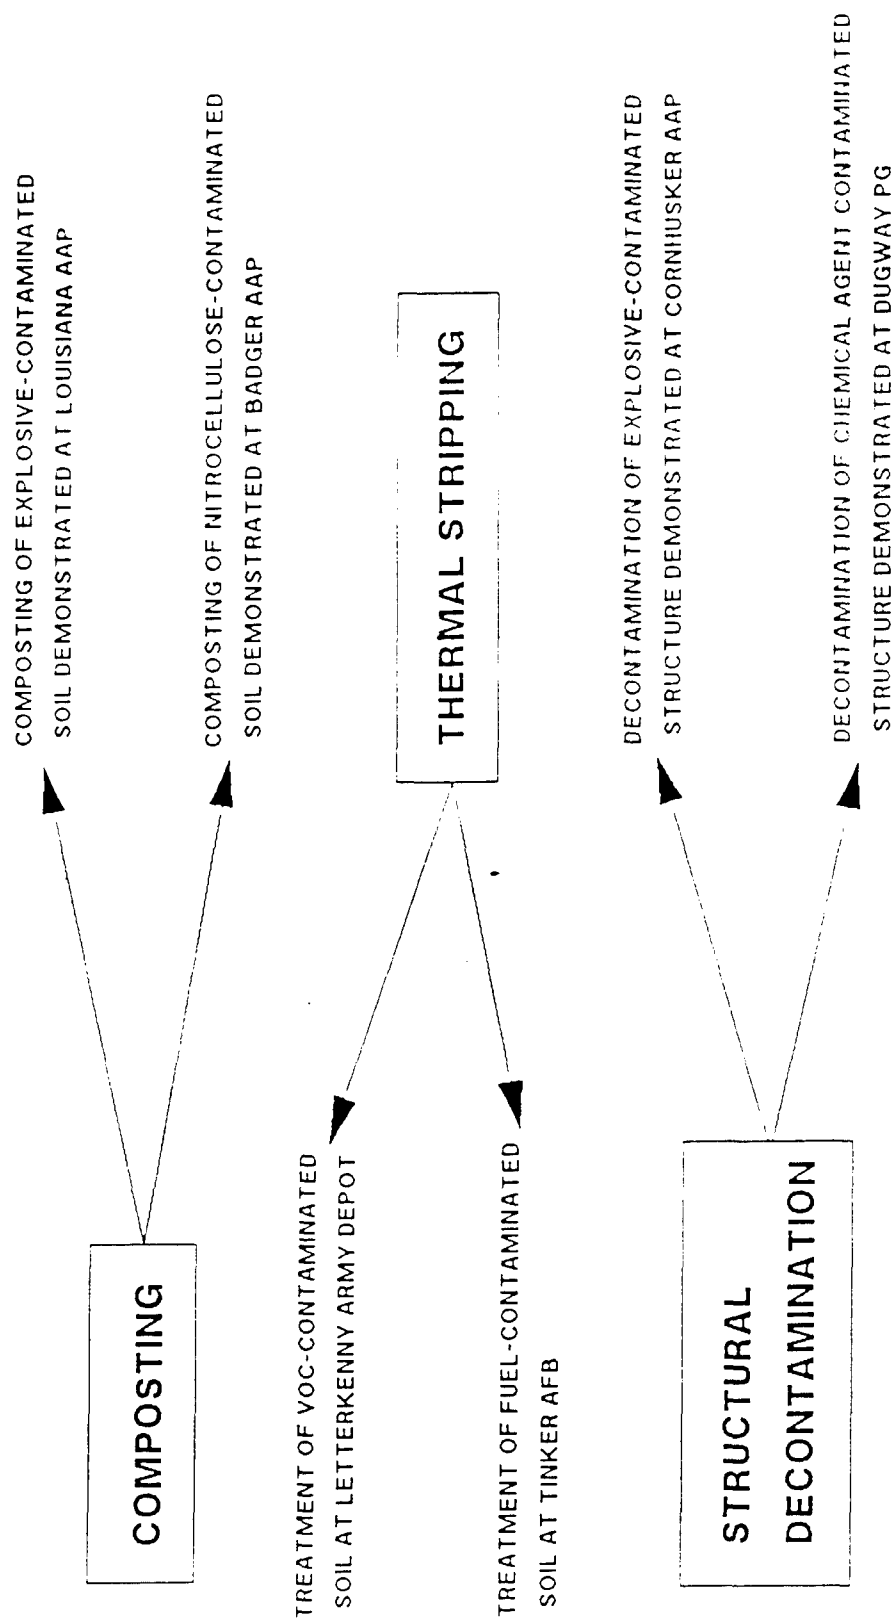 COMPOSTING
COMPOSTING OF EXPLOSIVE-CONTAMINATED
SOIL DEMONSTRATED AT LOUISIANA AAP
COMPOSTING OF NITROCELLULOSE-CONTAMINATED
SOIL DEMONSTRATED AT BADGER AAP
THERMAL STRIPPING
TREATMENT OF VOC-CONTAMINATED
SOIL AT LETTERKENNY ARMY DEPOT
TREATMENT OF FUEL-CONTAMINATED
SOIL AT TINKER AFB
STRUCTURAL
DECONTAMINATION
DECONTAMINATION OF EXPLOSIVE-CONTAMINATED
STRUCTURE DEMONSTRATED AT CORNHUSKER AAP
DECONTAMINATION OF CHEMICAL AGENT CONTAMINATED
STRUCTURE DEMONSTRATED AT DUGWAY PG